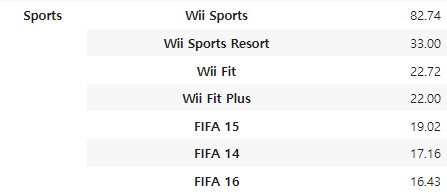 Sports Wii Sports 82.74
Wii Sports Resort 33.00
Wii Fit 22.72
Wii Fit Plus 22.00
FIFA 15 19.02
FIFA 14 17.16
FIFA 16 16.43